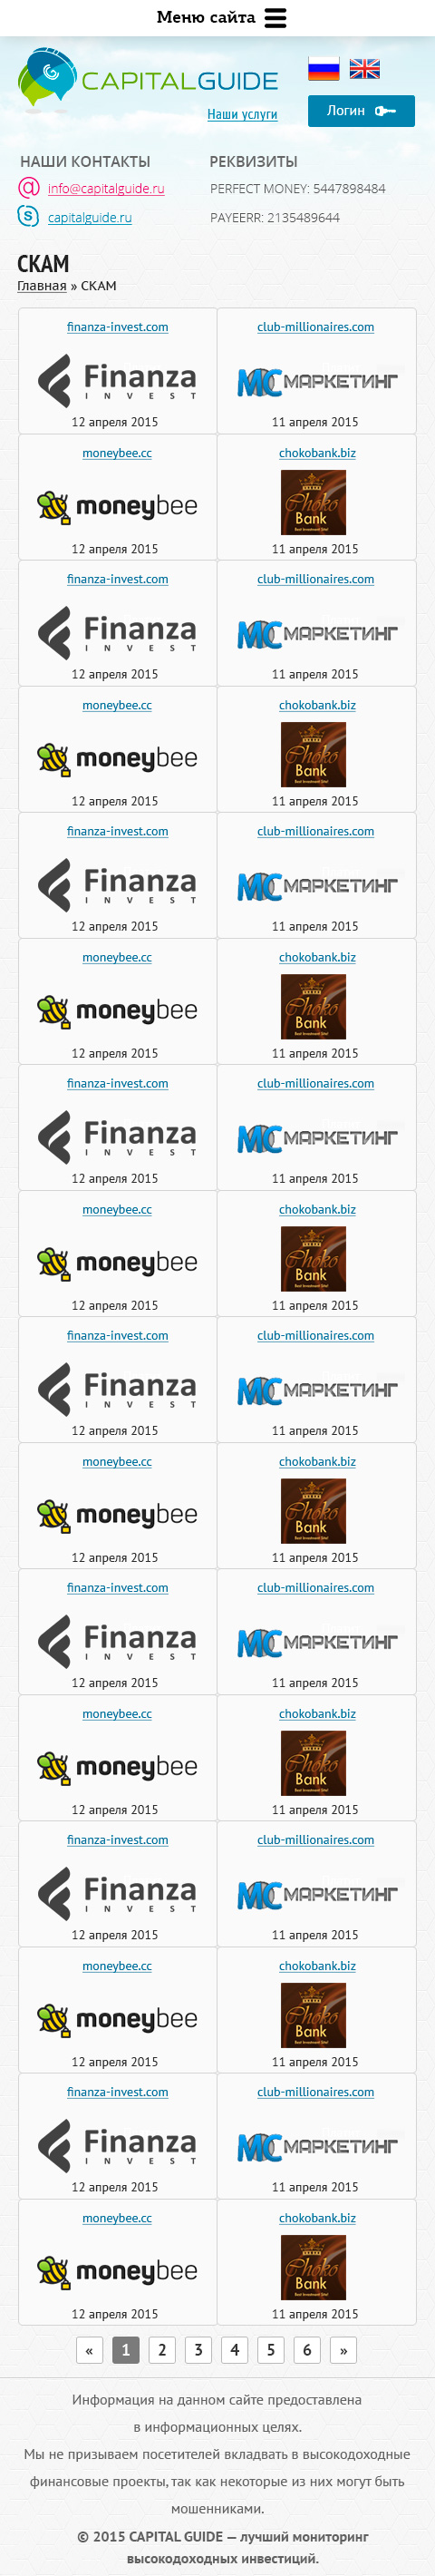 Меню сайта
CAPITALGUIDE
Наши услуги
Логин
НАШИ КОНТАКТЫ
info@capitalguide.ru
capitalguide.ru
РЕКВИЗИТЫ
PERFECT MONEY: 5447898484
PAYEERR: 2135489644
СКАМ
Главная » СКАМ
finanza-invest.com club-millionaires.com
Finanza МС МАРКЕТИНГ
INVEST
12 апреля 2015 11 апреля 2015
moneybee.cc chokobank.biz
moneybee Choko Bank
12 апреля 2015 11 апреля 2015
finanza-invest.com club-millionaires.com
Finanza МС МАРКЕТИНГ
INVEST
12 апреля 2015 11 апреля 2015
moneybee.cc chokobank.biz
moneybee Choko Bank
12 апреля 2015 11 апреля 2015
finanza-invest.com club-millionaires.com
Finanza МС МАРКЕТИНГ
INVEST
12 апреля 2015 11 апреля 2015
moneybee.cc chokobank.biz
moneybee Choko Bank
12 апреля 2015 11 апреля 2015
finanza-invest.com club-millionaires.com
Finanza МС МАРКЕТИНГ
INVEST
12 апреля 2015 11 апреля 2015
moneybee.cc chokobank.biz
moneybee Choko Bank
12 апреля 2015 11 апреля 2015
finanza-invest.com club-millionaires.com
Finanza МС МАРКЕТИНГ
INVEST
12 апреля 2015 11 апреля 2015
moneybee.cc chokobank.biz
moneybee Choko Bank
12 апреля 2015 11 апреля 2015
finanza-invest.com club-millionaires.com
Finanza МС МАРКЕТИНГ
INVEST
12 апреля 2015 11 апреля 2015
moneybee.cc chokobank.biz
moneybee Choko Bank
12 апреля 2015 11 апреля 2015
finanza-invest.com club-millionaires.com
Finanza МС МАРКЕТИНГ
INVEST
12 апреля 2015 11 апреля 2015
moneybee.cc chokobank.biz
moneybee Choko Bank
12 апреля 2015 11 апреля 2015
finanza-invest.com club-millionaires.com
Finanza МС МАРКЕТИНГ
INVEST
12 апреля 2015 11 апреля 2015
moneybee.cc chokobank.biz
moneybee Choko Bank
12 апреля 2015 11 апреля 2015
« 1 2 3 4 5 6 »
Информация на данном сайте предоставлена
в информационных целях.
Мы не призываем посетителей вкладвать в высокодоходные
финансовые проекты, так как некоторые из них могут быть
мошенниками.
© 2015 CAPITAL GUIDE — лучший мониторинг
высокодоходных инвестиций.